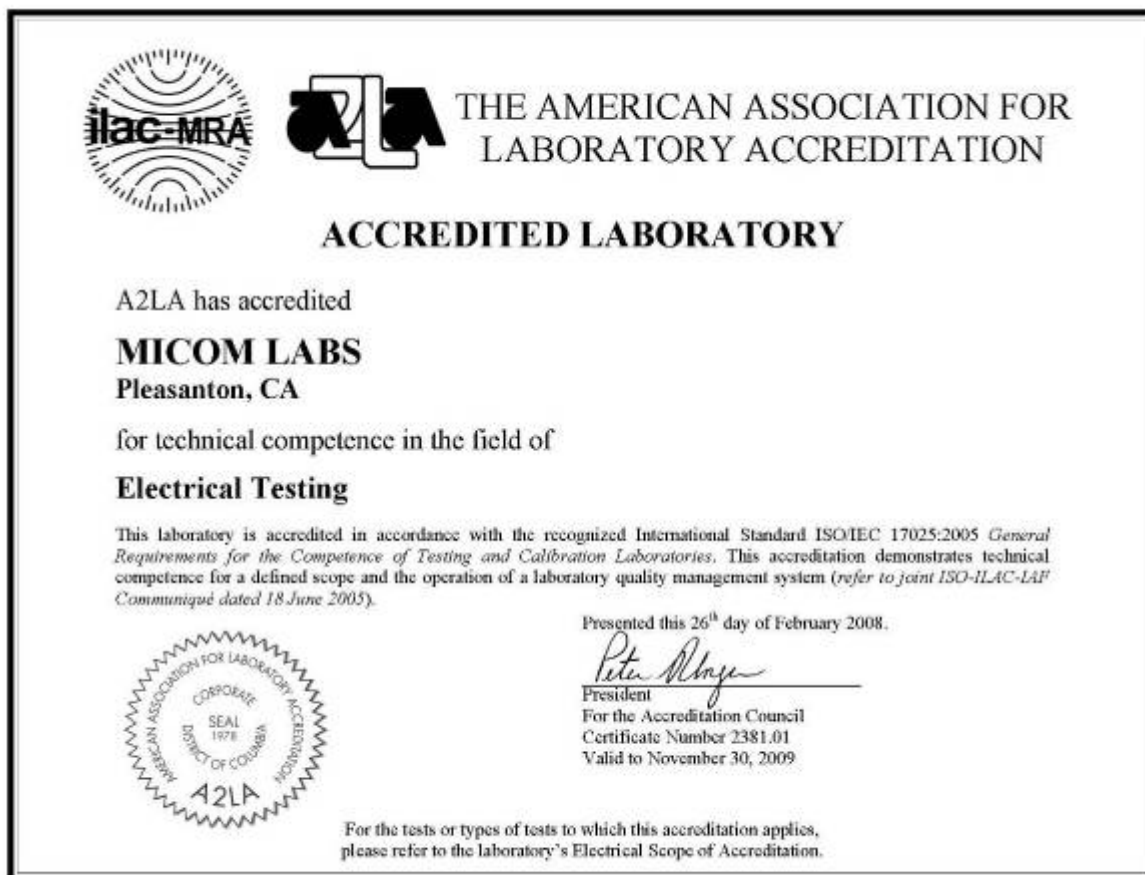 ilac-MRA
A2LA
THE AMERICAN ASSOCIATION FOR
LABORATORY ACCREDITATION
ACCREDITED LABORATORY
A2LA has accredited
MICOM LABS
Pleasanton, CA
for technical competence in the field of
Electrical Testing
This laboratory is accredited in accordance with the recognized International Standard ISO/IEC 17025:2005 General
Requirements for the Competence of Testing and Calibration Laboratories. This accreditation demonstrates technical
competence for a defined scope and the operation of a laboratory quality management system (refer to joint ISO-ILAC-IAF
Communiqué dated 18 June 2005).
Presented this 26th day of February 2008.
Peter
President
For the Accreditation Council
Certificate Number 2381.01
Valid to November 30, 2009
AMERICAN ASSOCIATION FOR LABORATORY ACCREDITATION
CORPORATE
SEAL
1978
DISTRICT OF COLUMBIA
A2LA
For the tests or types of tests to which this accreditation applies,
please refer to the laboratory's Electrical Scope of Accreditation.